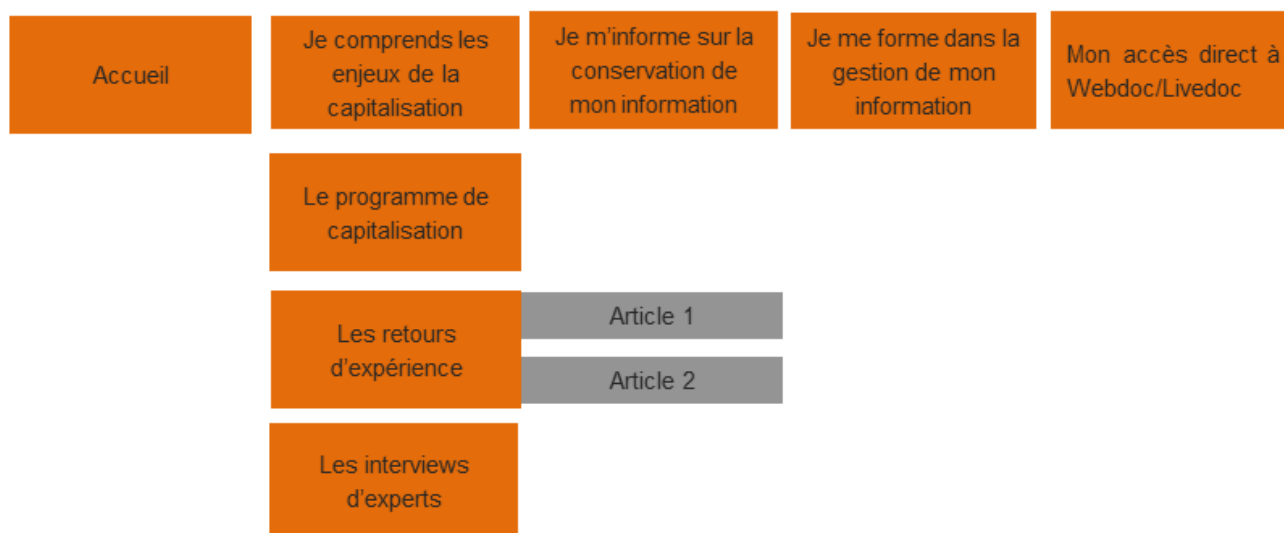 Accueil
Je comprends les
enjeux de la
capitalisation
Je m’informe sur la
conservation de
mon information
Je me forme dans la
gestion de mon
information
Mon accès direct à
Webdoc/Livedoc
Le programme de
capitalisation
Les retours
d’expérience
Article 1
Article 2
Les interviews
d’experts